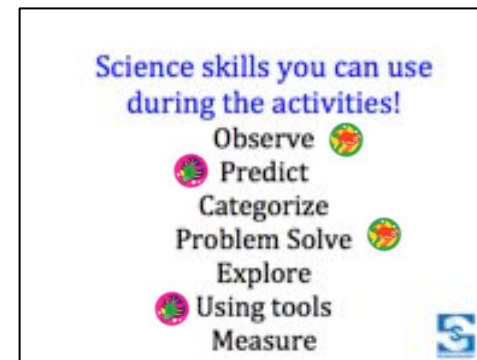 Science skills you can use
during the activities!
Observe
Predict
Categorize
Problem Solve
Explore
Using tools
Measure